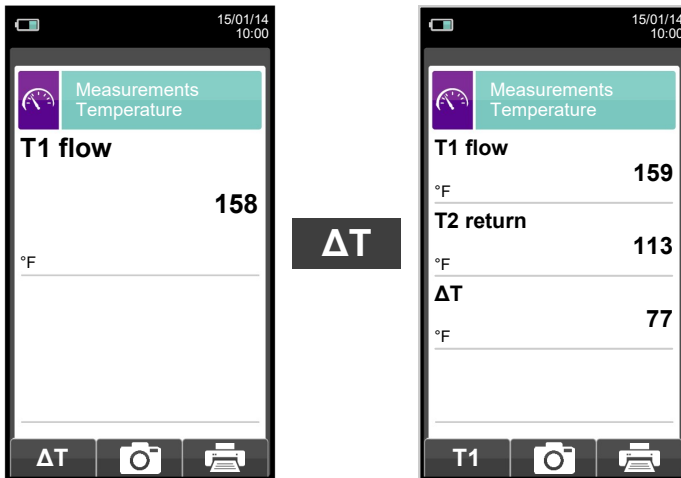 15/01/14
10:00
Measurements
Temperature
T1 flow
158
°F
ΔT
ΔT
15/01/14
10:00
Measurements
Temperature
T1 flow
159
°F
T2 return
113
°F
ΔT
77
°F
T1